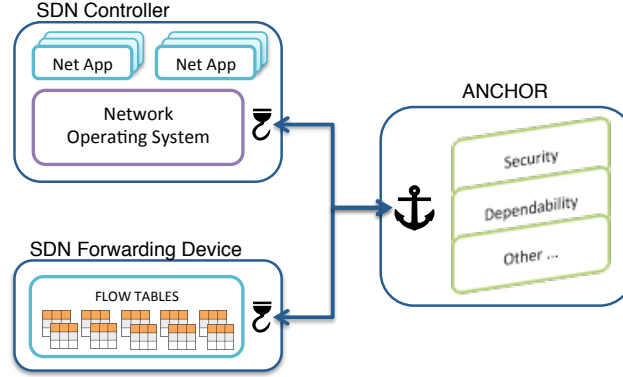 SDN Controller
Net App
Net App
Network
Operating System
ANCHOR
Security
Dependability
Other ...
SDN Forwarding Device
FLOW TABLES